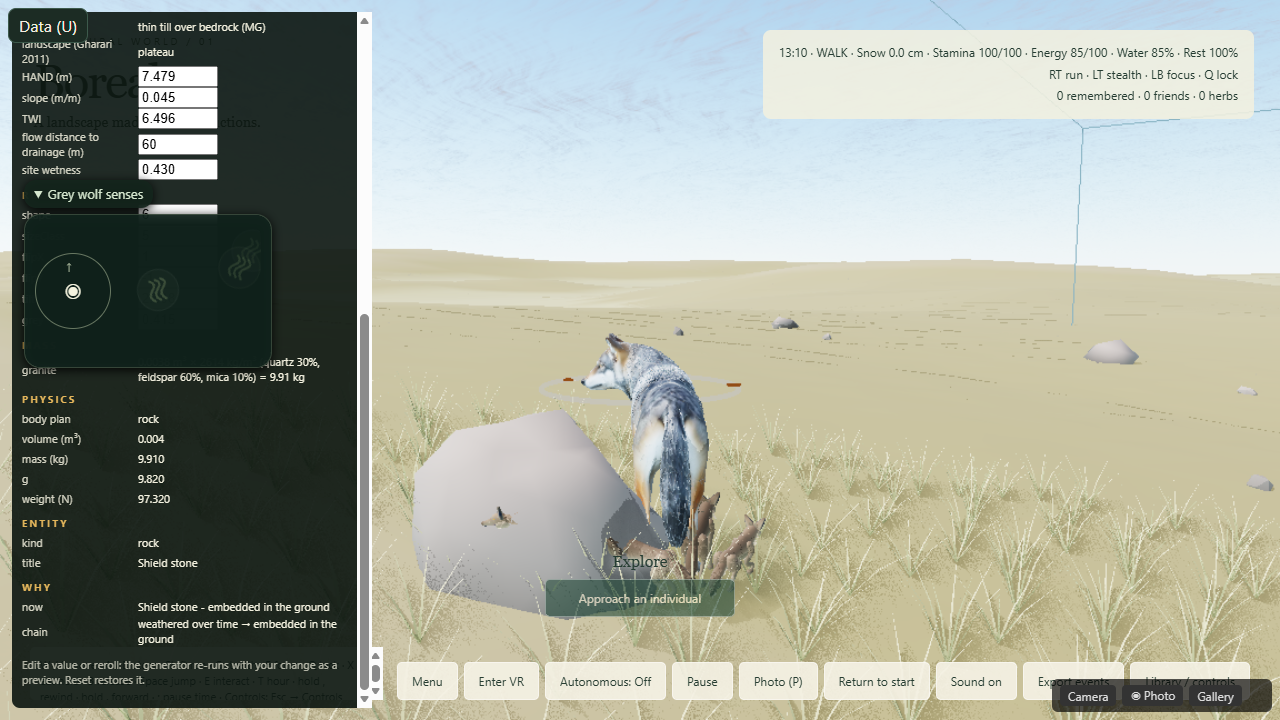 Data (U)
thin till over bedrock (MG)
landscape (Gharari 2011)
plateau
HAND (m) 7.479
slope (m/m) 0.045
TWI 6.496
flow distance to drainage (m)
60
site wetness 0.430
▼ Grey wolf senses
↑
granite
quartz 30%,
feldspar 60%, mica 10%) = 9.91 kg
PHYSICS
body plan rock
volume (m³) 0.004
mass (kg) 9.910
g 9.820
weight (N) 97.320
ENTITY
kind rock
title Shield stone
WHY
now Shield stone - embedded in the ground
chain weathered over time → embedded in the ground
Edit a value or reroll: the generator re-runs with your change as a preview. Reset restores it.
13:10 · WALK · Snow 0.0 cm · Stamina 100/100 · Energy 85/100 · Water 85% · Rest 100%
RT run · LT stealth · LB focus · Q lock
0 remembered · 0 friends · 0 herbs
Explore
Approach an individual
Menu
Enter VR
Autonomous: Off
Pause
Photo (P)
Return to start
Sound on
Export events
Library / controls
Camera
◉ Photo
Gallery